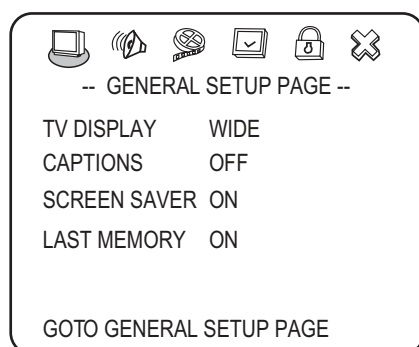 -- GENERAL SETUP PAGE --
TV DISPLAY WIDE
CAPTIONS OFF
SCREEN SAVER ON
LAST MEMORY ON
GOTO GENERAL SETUP PAGE